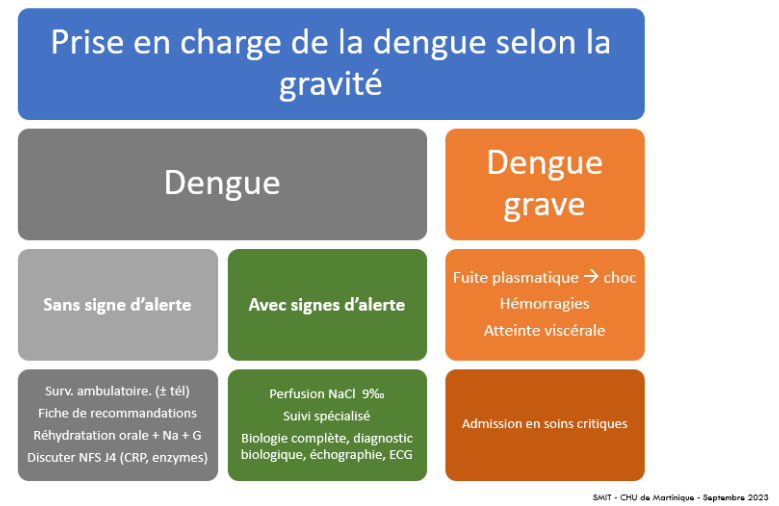 Prise en charge de la dengue selon la
gravité
Dengue
Dengue
grave
Sans signe d'alerte
Avec signes d'alerte
Fuite plasmatique → choc
Hémorragies
Atteinte viscérale
Surv. ambulatoire. (± tél)
Fiche de recommandations
Réhydratation orale + Na + G
Discuter NFS J4 (CRP, enzymes)
Perfusion NaCl 9‰
Suivi spécialisé
Biologie complète, diagnostic
biologique, échographie, ECG
Admission en soins critiques
SMIT - CHU de Martinique - Septembre 2023